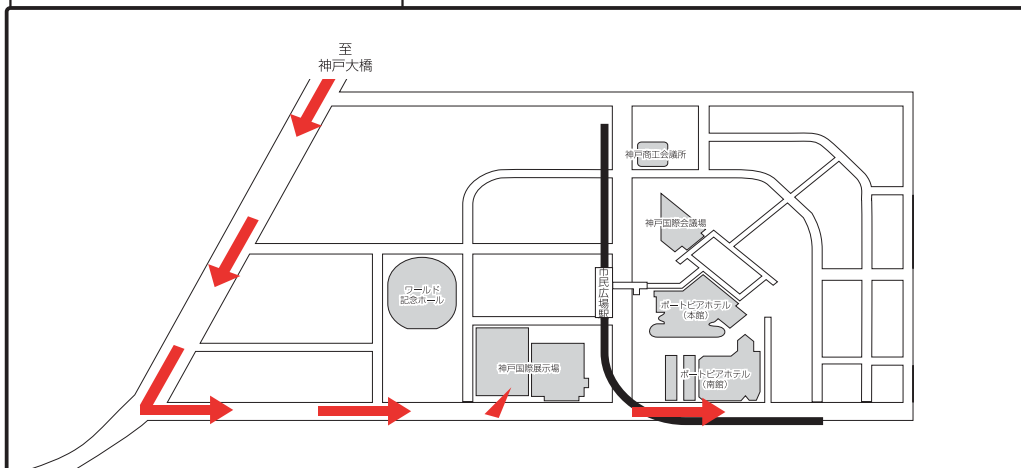 至
神戸大橋
神戸商工会議所
神戸国際会議場
市民広場駅
ワールド
記念ホール
ポートピアホテル
（本館）
神戸国際展示場
ポートピアホテル
（南館）